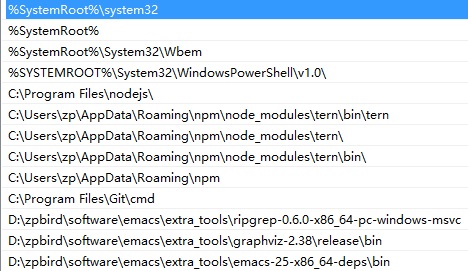 %SystemRoot%\system32
%SystemRoot%
%SystemRoot%\System32\Wbem
%SYSTEMROOT%\System32\WindowsPowerShell\v1.0\
C:\Program Files\nodejs\
C:\Users\zp\AppData\Roaming\npm\node_modules\tern\bin\tern
C:\Users\zp\AppData\Roaming\npm\node_modules\tern\
C:\Users\zp\AppData\Roaming\npm\node_modules\tern\bin\
C:\Users\zp\AppData\Roaming\npm
C:\Program Files\Git\cmd
D:\zpbird\software\emacs\extra_tools\ripgrep-0.6.0-x86_64-pc-windows-msvc
D:\zpbird\software\emacs\extra_tools\graphviz-2.38\release\bin
D:\zpbird\software\emacs\extra_tools\emacs-25-x86_64-deps\bin